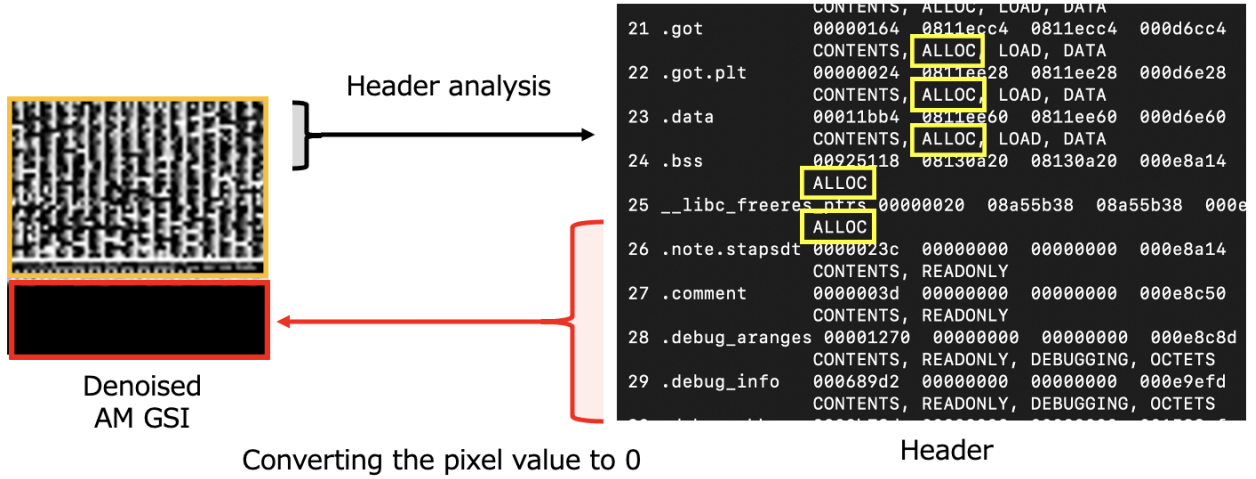 Header analysis
CONTENTS, ALLOC, LOAD, DATA
21 .got 00000164 0811ecc4 0811ecc4 000d6cc4
CONTENTS, ALLOC, LOAD, DATA
22 .got.plt 00000024 0811ee28 0811ee28 000d6e28
CONTENTS, ALLOC, LOAD, DATA
23 .data 00011bb4 0811ee60 0811ee60 000d6e60
CONTENTS, ALLOC, LOAD, DATA
24 .bss 00925118 08130a20 08130a20 000e8a14
ALLOC
25 __libc_freeres_ptrs 00000020 08a55b38 08a55b38 000e
ALLOC
26 .note.stapsdt 0000023c 00000000 00000000 000e8a14
CONTENTS, READONLY
27 .comment 0000003d 00000000 00000000 000e8c50
CONTENTS, READONLY
28 .debug_aranges 00001270 00000000 00000000 000e8c8d
CONTENTS, READONLY, DEBUGGING, OCTETS
29 .debug_info 000689d2 00000000 00000000 000e9efd
CONTENTS, READONLY, DEBUGGING, OCTETS
Denoised
AM GSI
Converting the pixel value to 0
Header